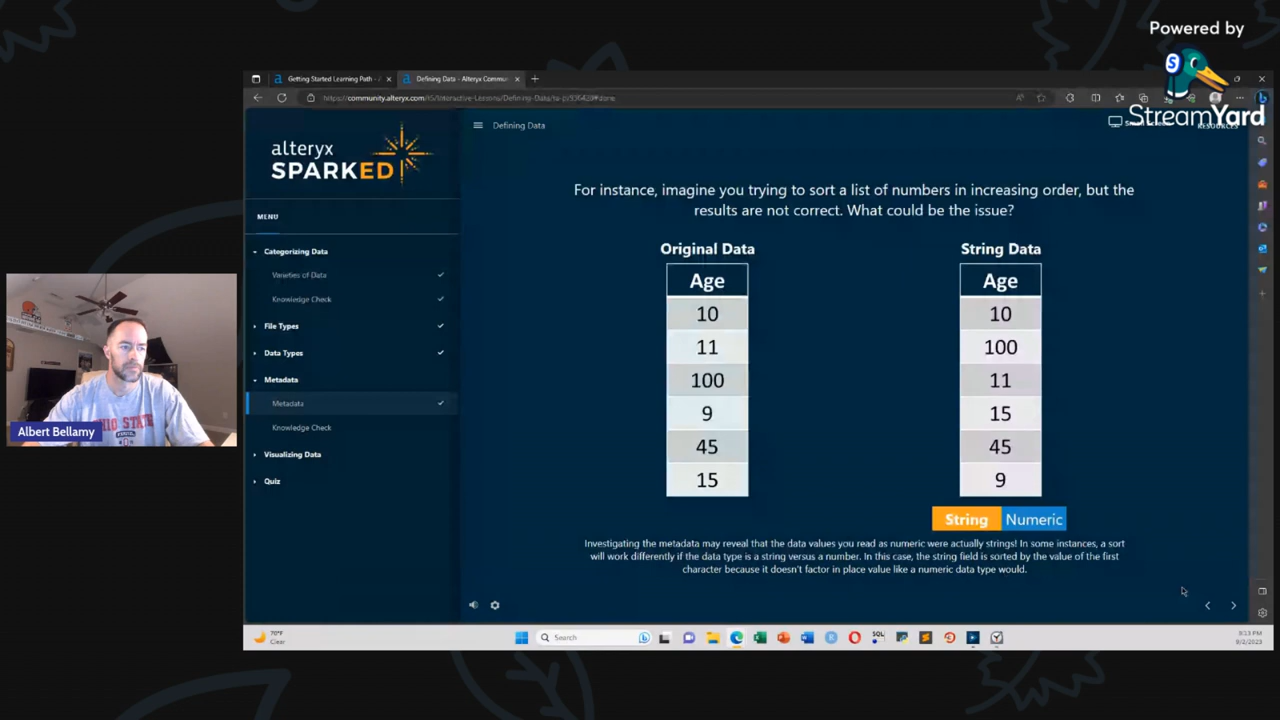 Powered by
S
StreamYard
Getting Started Learning Path -
Defining Data - Alteryx Commu
alteryx
SPARKED
Defining Data
RESOURCES
MENU
Categorizing Data
Varieties of Data
Knowledge Check
File Types
Data Types
Metadata
Metadata
Knowledge Check
Visualizing Data
Quiz
For instance, imagine you trying to sort a list of numbers in increasing order, but the
results are not correct. What could be the issue?
Original Data
Age
10
11
100
9
45
15
String Data
Age
10
100
11
15
45
9
String Numeric
Investigating the metadata may reveal that the data values you read as numeric were actually strings! In some instances, a sort
will work differently if the data type is a string versus a number. In this case, the string field is sorted by the value of the first
character because it doesn't factor in place value like a numeric data type would.
Albert Bellamy
70°F
Clear
Search
SQL
9/2/2023